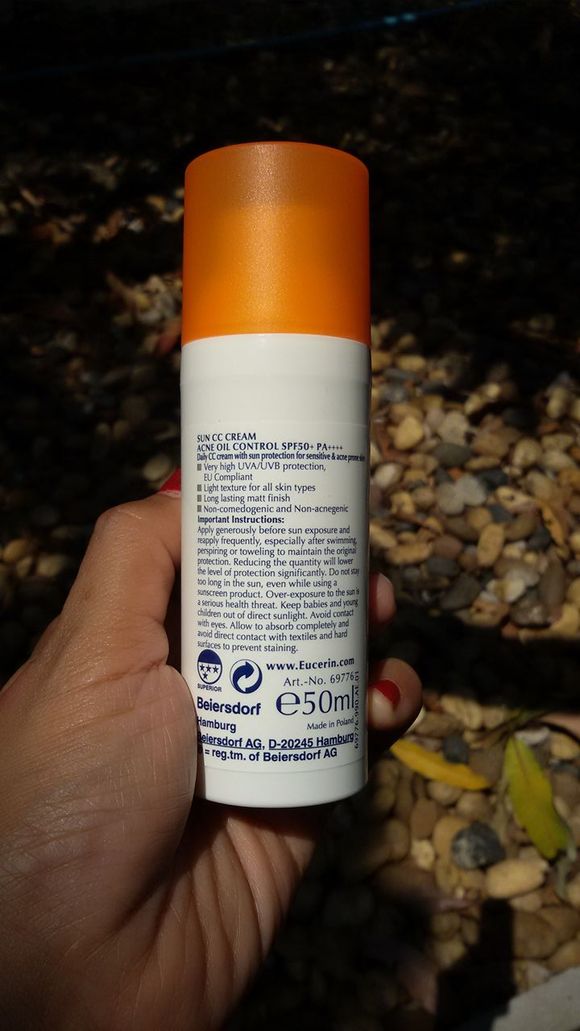 SUN CC CREAM
ACNE OIL CONTROL SPF50+ PA++++
Daily CC cream with sun protection for sensitive & acne prone skin
Very high UVA/UVB protection,
EU Compliant
Light texture for all skin types
Long lasting matt finish
Non-comedogenic and Non-acnegenic
Important Instructions:
Apply generously before sun exposure and
reapply frequently, especially after swimming,
perspiring or toweling to maintain the original
protection. Reducing the quantity will lower
the level of protection significantly. Do not stay
too long in the sun, even while using a
sunscreen product. Over-exposure to the sun is
a serious health threat. Keep babies and young
children out of direct sunlight. Avoid contact
with eyes. Allow to absorb completely and
avoid direct contact with textiles and hard
surfaces to prevent staining.
SUPERIOR
www.Eucerin.com
Art.-No. 69776
Beiersdorf
℮50ml
Hamburg
Made in Poland
Beiersdorf AG, D-20245 Hamburg
= reg.tm. of Beiersdorf AG
69776-990.AE.01